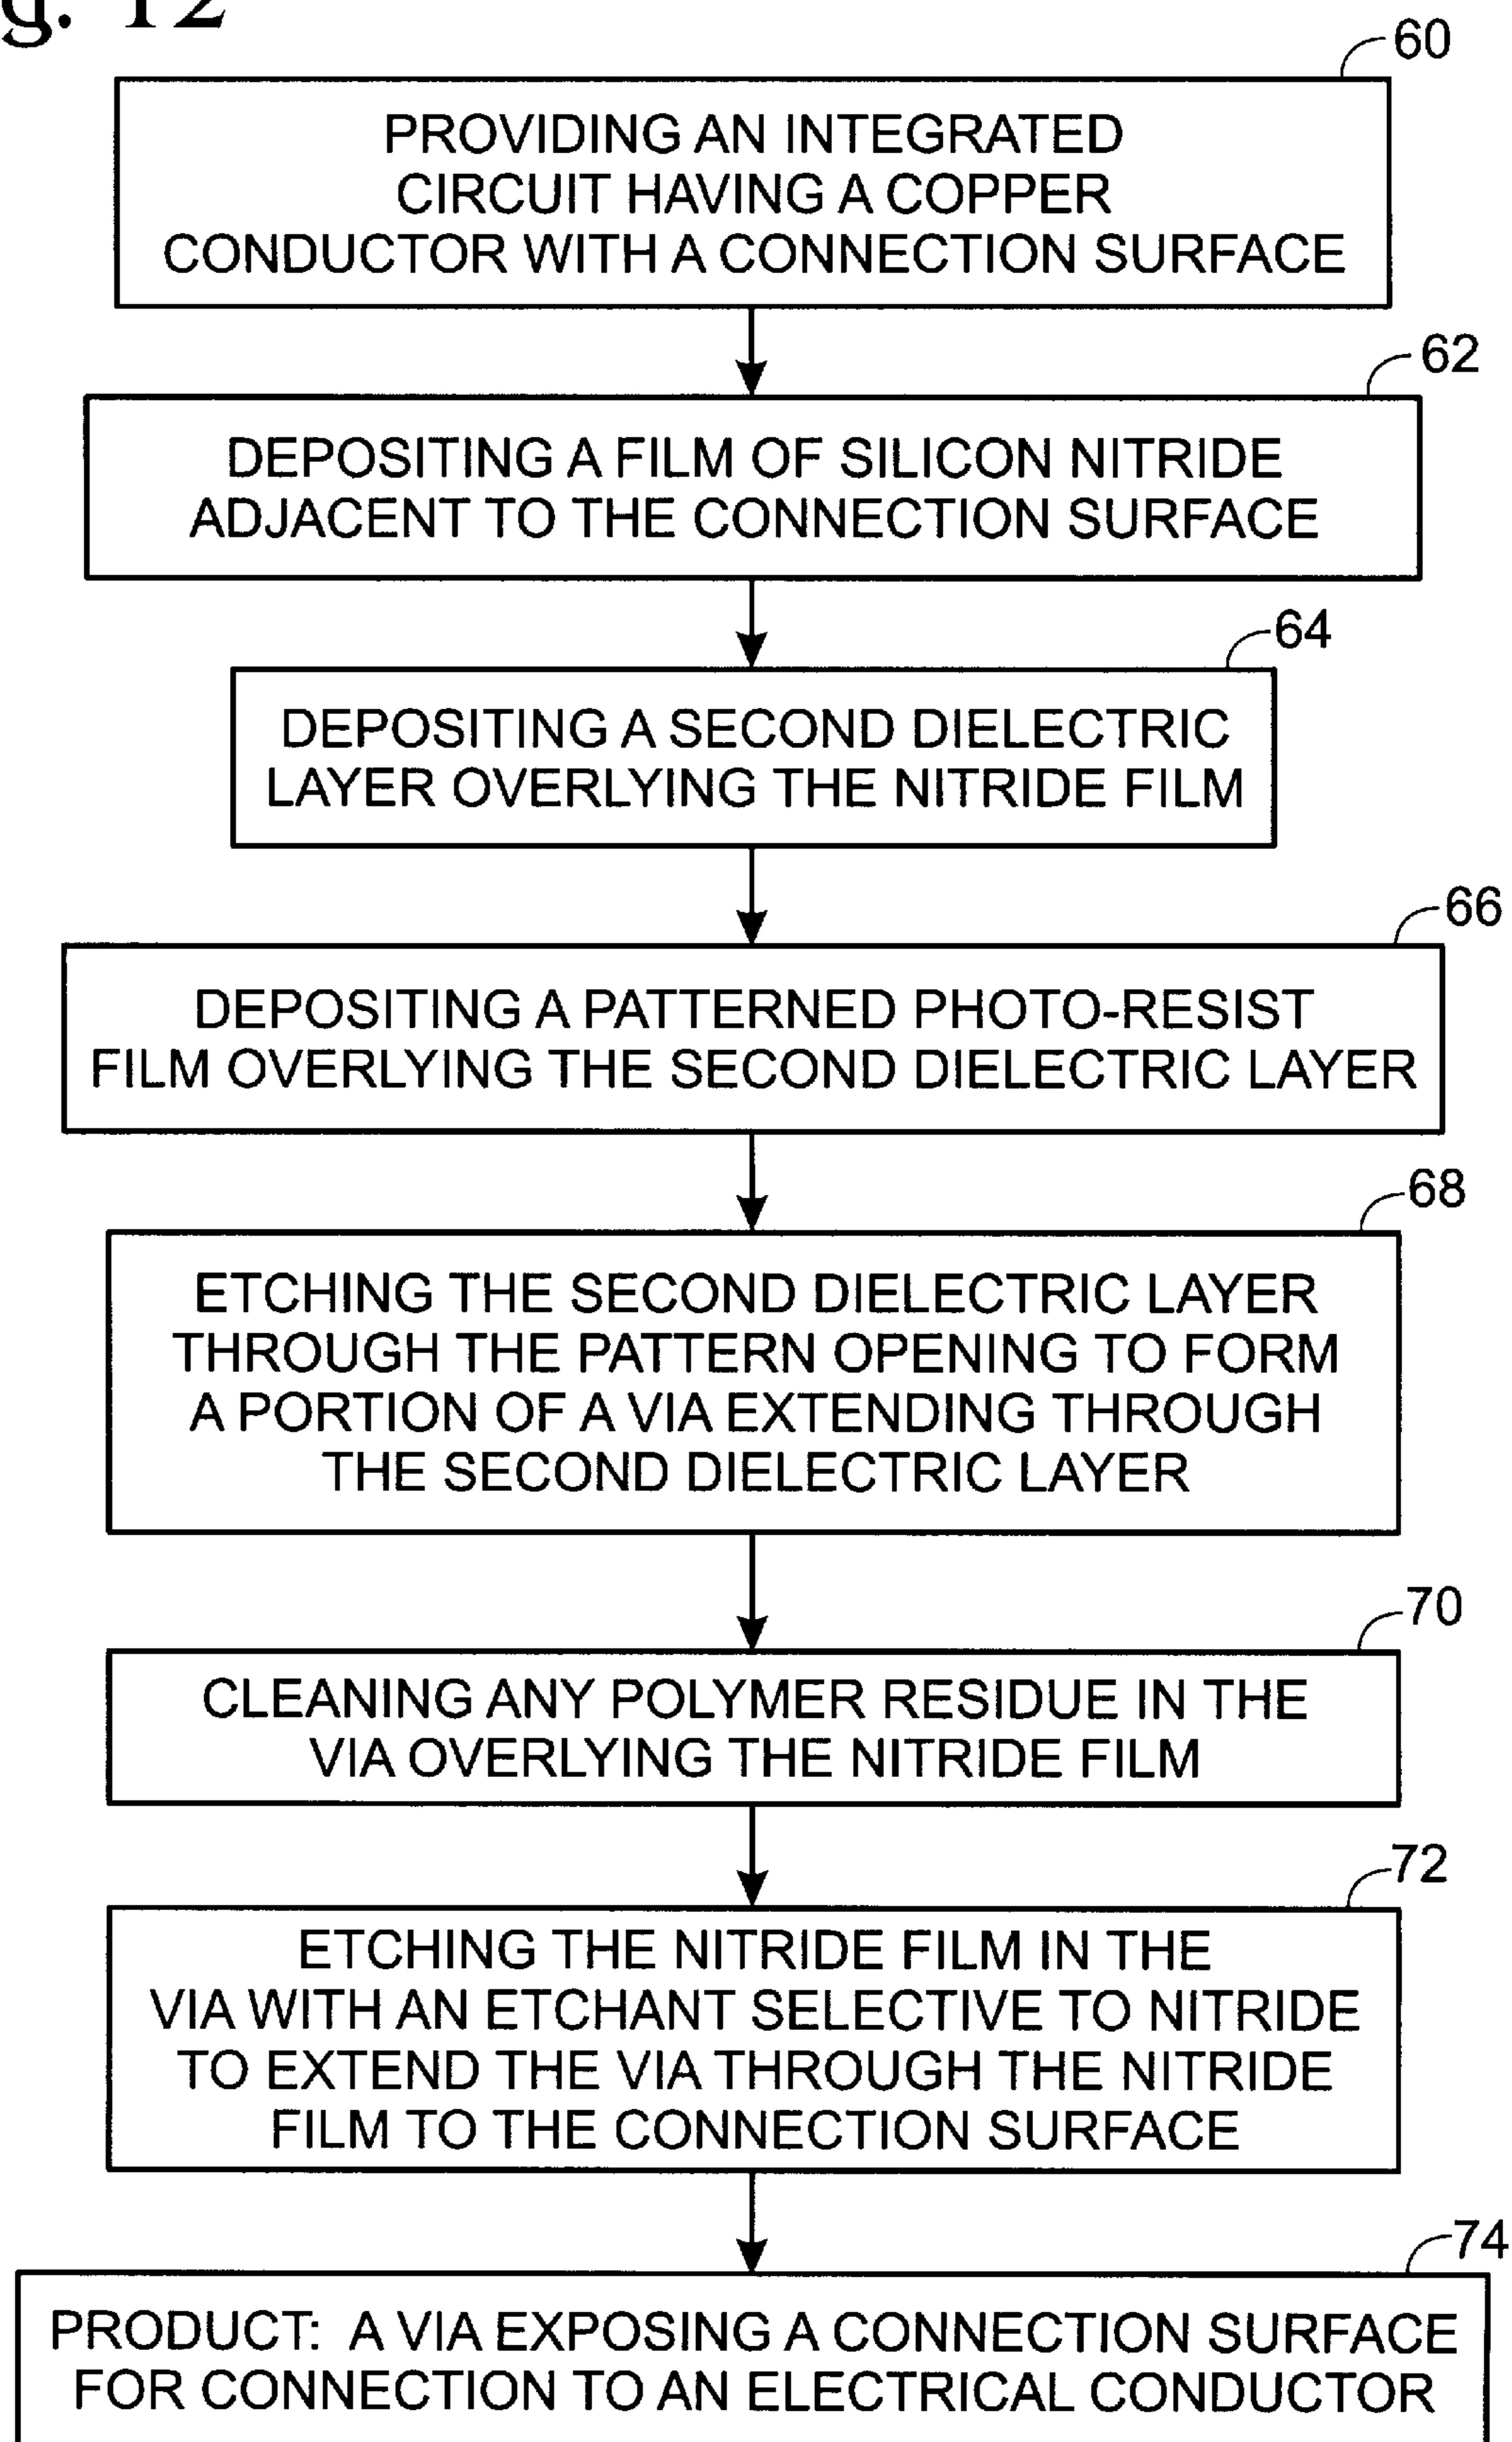 g. 12
60
PROVIDING AN INTEGRATED
CIRCUIT HAVING A COPPER
CONDUCTOR WITH A CONNECTION SURFACE
62
DEPOSITING A FILM OF SILICON NITRIDE
ADJACENT TO THE CONNECTION SURFACE
64
DEPOSITING A SECOND DIELECTRIC
LAYER OVERLYING THE NITRIDE FILM
66
DEPOSITING A PATTERNED PHOTO-RESIST
FILM OVERLYING THE SECOND DIELECTRIC LAYER
68
ETCHING THE SECOND DIELECTRIC LAYER
THROUGH THE PATTERN OPENING TO FORM
A PORTION OF A VIA EXTENDING THROUGH
THE SECOND DIELECTRIC LAYER
70
CLEANING ANY POLYMER RESIDUE IN THE
VIA OVERLYING THE NITRIDE FILM
72
ETCHING THE NITRIDE FILM IN THE
VIA WITH AN ETCHANT SELECTIVE TO NITRIDE
TO EXTEND THE VIA THROUGH THE NITRIDE
FILM TO THE CONNECTION SURFACE
74
PRODUCT: A VIA EXPOSING A CONNECTION SURFACE
FOR CONNECTION TO AN ELECTRICAL CONDUCTOR